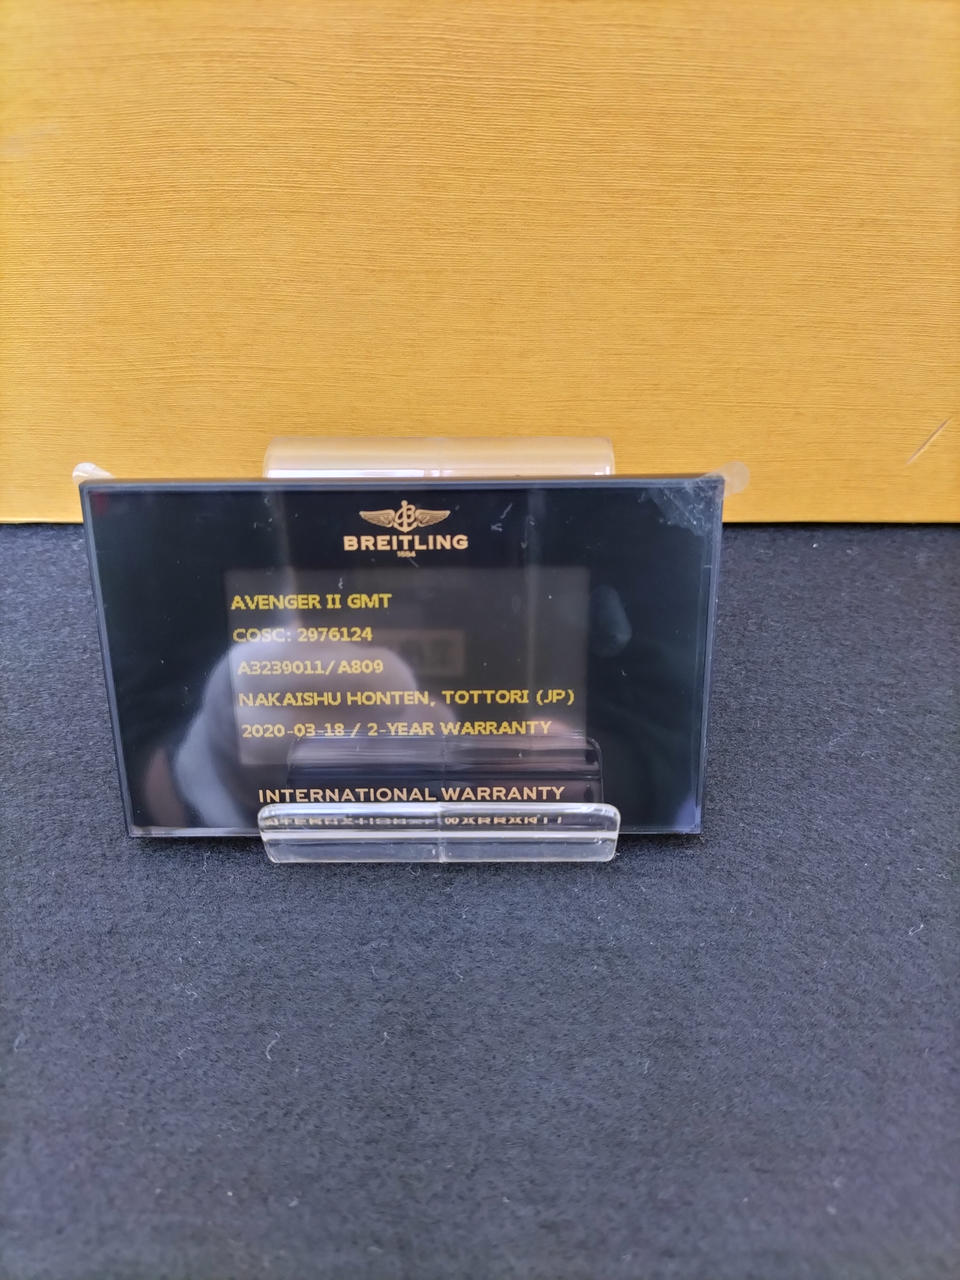 BREITLING
1884
AVENGER II GMT
COSC: 2976124
A3239011/A809
NAKAISHU HONTEN, TOTTORI (JP)
2020-03-18 / 2-YEAR WARRANTY
INTERNATIONAL WARRANTY